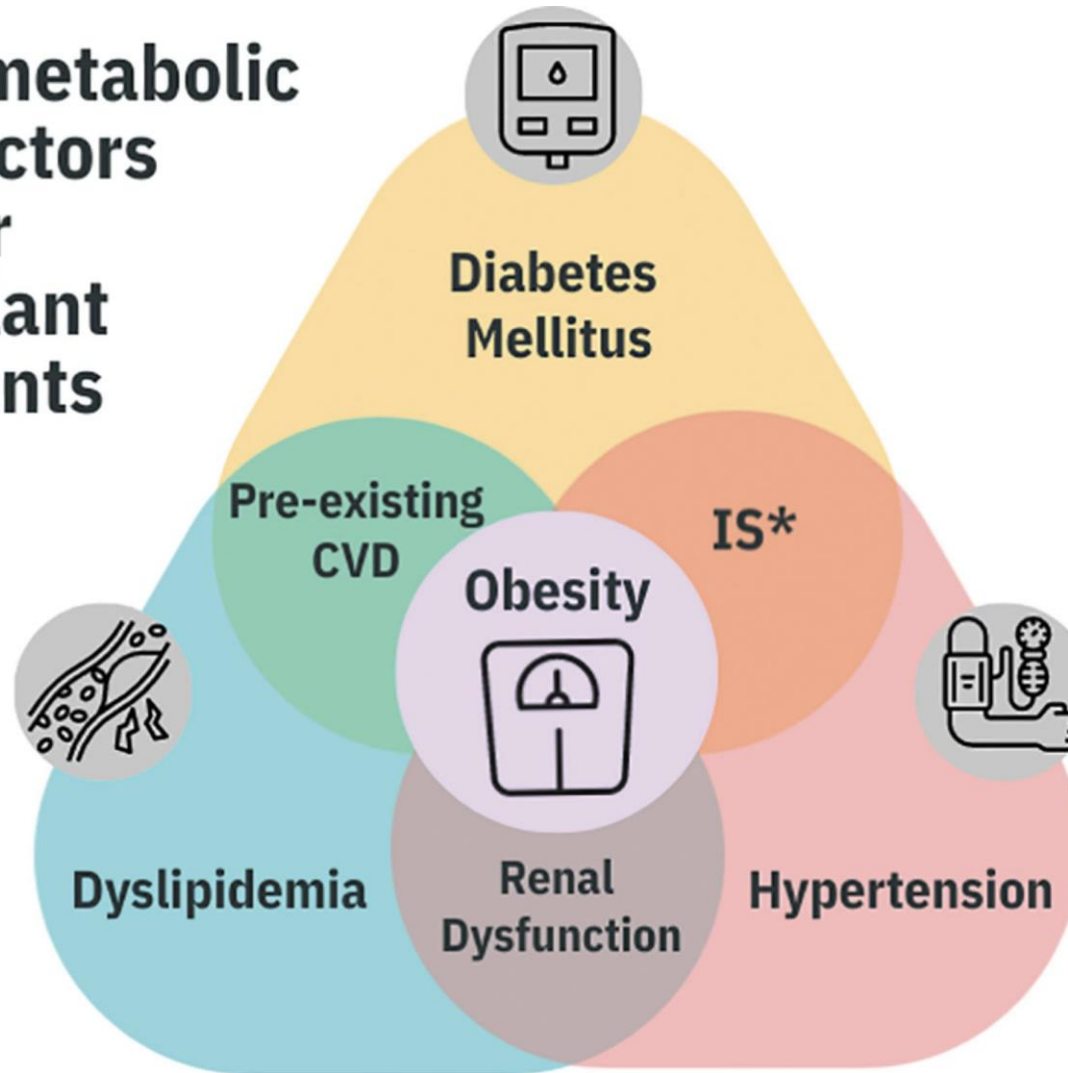 metabolic
ctors
r
ant
nts
Diabetes
Mellitus
Pre-existing
CVD
IS*
Obesity
Dyslipidemia
Renal
Dysfunction
Hypertension